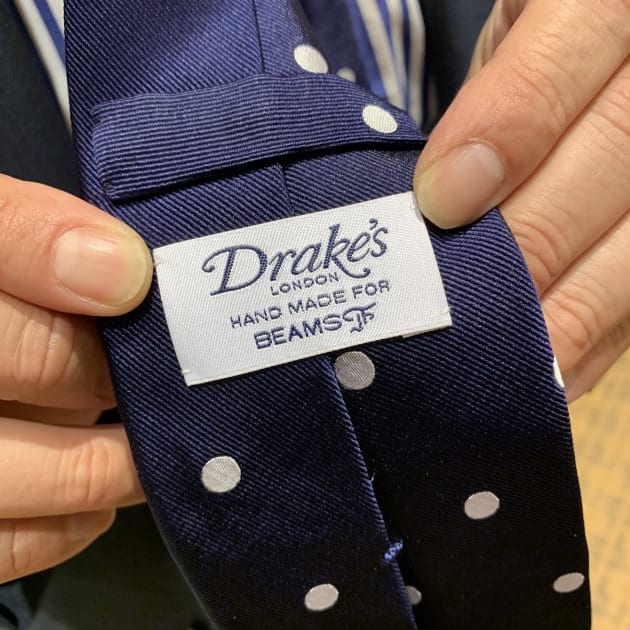 Drake's
LONDON
HAND MADE FOR
BEAMS F